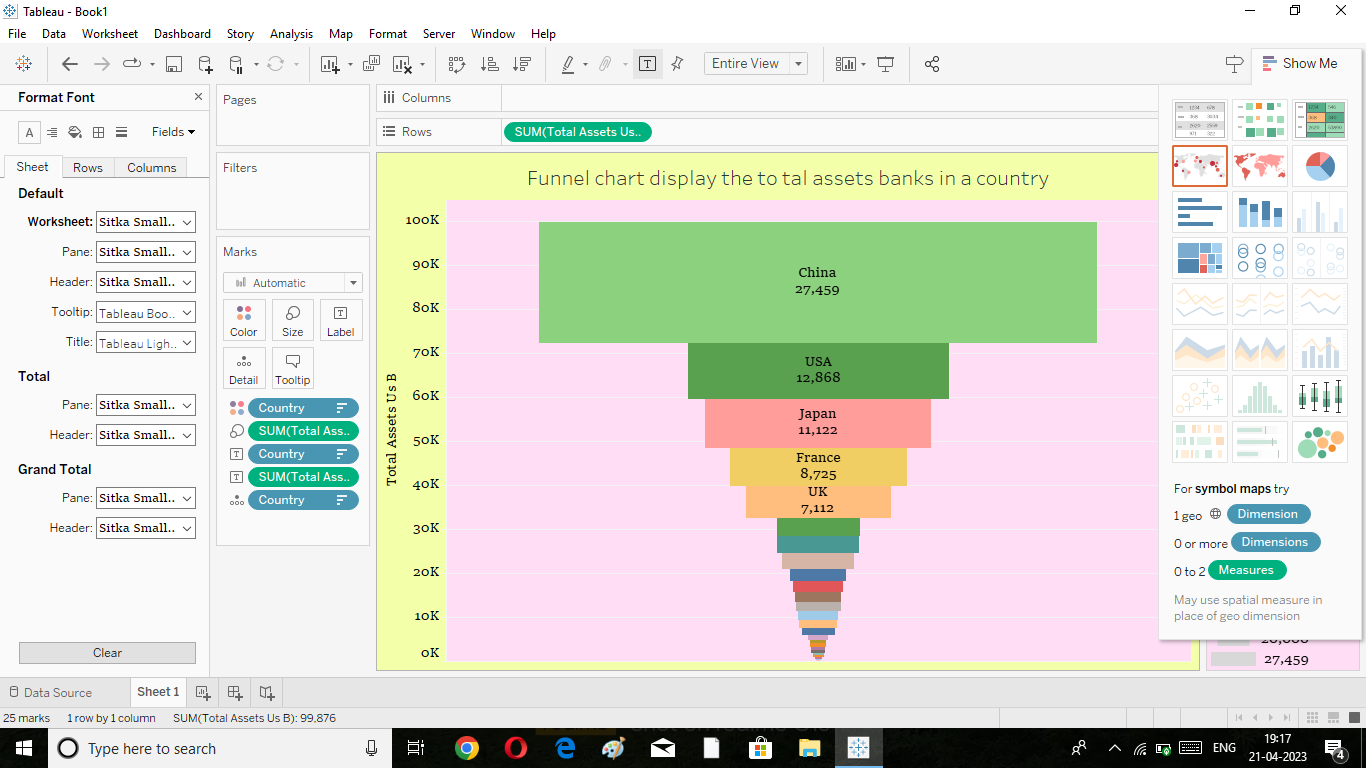 Tableau - Book1
File Data Worksheet Dashboard Story Analysis Map Format Server Window Help
Entire View
Show Me
Format Font
Fields
Sheet Rows Columns
Default
Worksheet: Sitka Small..
Pane: Sitka Small..
Header: Sitka Small..
Tooltip: Tableau Boo..
Title: Tableau Ligh..
Total
Pane: Sitka Small..
Header: Sitka Small..
Grand Total
Pane: Sitka Small..
Header: Sitka Small..
Clear
Pages
Filters
Marks
Automatic
Color Size Label
Detail Tooltip
Country
SUM(Total Ass..
Country
SUM(Total Ass..
Country
Columns
Rows SUM(Total Assets Us..
Funnel chart display the to tal assets banks in a country
Total Assets Us B
100K
90K
80K
70K
60K
50K
40K
30K
20K
10K
0K
China
27,459
USA
12,868
Japan
11,122
France
8,725
UK
7,112
For symbol maps try
1 geo Dimension
0 or more Dimensions
0 to 2 Measures
May use spatial measure in
place of geo dimension
27,459
Data Source Sheet 1
25 marks 1 row by 1 column SUM(Total Assets Us B): 99,876
Type here to search
ENG
19:17
21-04-2023
4